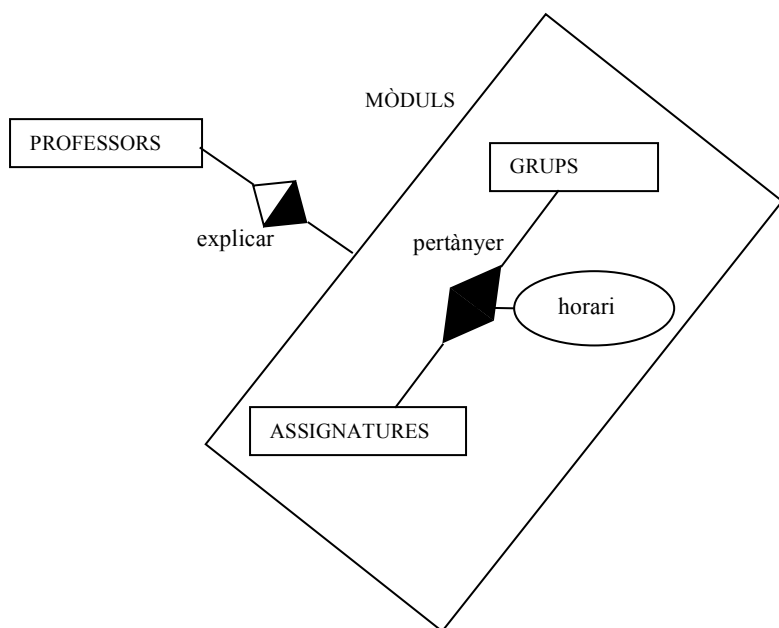 MÒDULS
PROFESSORS
GRUPS
explicar
pertànyer
horari
ASSIGNATURES